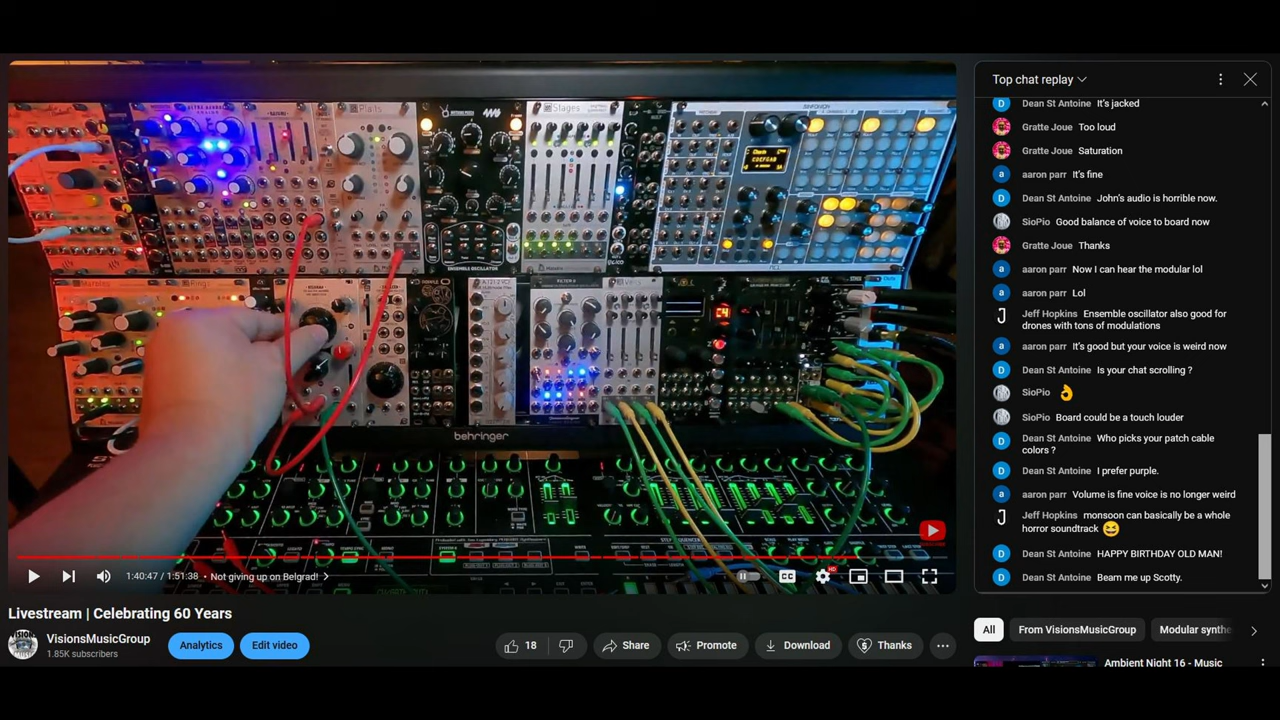 Plaits
Stages
SINFONION
ENSEMBLE OSCILLATOR
Marbles
Rings
Veils
C4
behringer
1:40:47 / 1:51:38 • Not giving up on Belgrad!
CC
HD
Livestream | Celebrating 60 Years
VisionsMusicGroup
1.85K subscribers
Analytics
Edit video
18
Share
Promote
Download
Thanks
Top chat replay
D Dean St Antoine It's jacked
Gratte Joue Too loud
Gratte Joue Saturation
a aaron parr It's fine
D Dean St Antoine John's audio is horrible now.
SioPio Good balance of voice to board now
Gratte Joue Thanks
a aaron parr Now I can hear the modular lol
a aaron parr Lol
J Jeff Hopkins Ensemble oscillator also good for
drones with tons of modulations
a aaron parr It's good but your voice is weird now
D Dean St Antoine Is your chat scrolling ?
SioPio 👌
SioPio Board could be a touch louder
D Dean St Antoine Who picks your patch cable
colors ?
D Dean St Antoine I prefer purple.
a aaron parr Volume is fine voice is no longer weird
J Jeff Hopkins monsoon can basically be a whole
horror soundtrack 😆
D Dean St Antoine HAPPY BIRTHDAY OLD MAN!
D Dean St Antoine Beam me up Scotty.
All
From VisionsMusicGroup
Modular synthe
Ambient Night 16 - Music